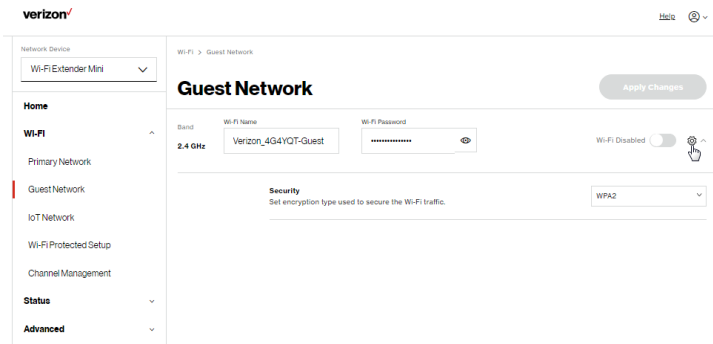 verizon✓
Help
Network Device
Wi-Fi Extender Mini
Home
Wi-Fi
Primary Network
Guest Network
IoT Network
Wi-Fi Protected Setup
Channel Management
Status
Advanced
Wi-Fi > Guest Network
Guest Network
Apply Changes
Band
2.4 GHz
Wi-Fi Name
Verizon_4G4YQT-Guest
Wi-Fi Password
•••••••••••••••
Wi-Fi Disabled
Security
Set encryption type used to secure the Wi-Fi traffic.
WPA2